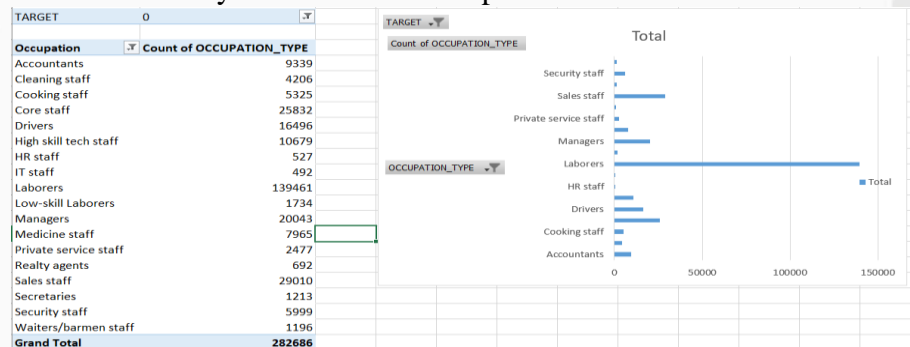 TARGET 0
Occupation Count of OCCUPATION_TYPE
Accountants 9339
Cleaning staff 4206
Cooking staff 5325
Core staff 25832
Drivers 16496
High skill tech staff 10679
HR staff 527
IT staff 492
Laborers 139461
Low-skill Laborers 1734
Managers 20043
Medicine staff 7965
Private service staff 2477
Realty agents 692
Sales staff 29010
Secretaries 1213
Security staff 5999
Waiters/barmen staff 1196
Grand Total 282686
TARGET
Count of OCCUPATION_TYPE
Total
Security staff
Sales staff
Private service staff
Managers
OCCUPATION_TYPE
Laborers
Total
HR staff
Drivers
Cooking staff
Accountants
0 50000 100000 150000